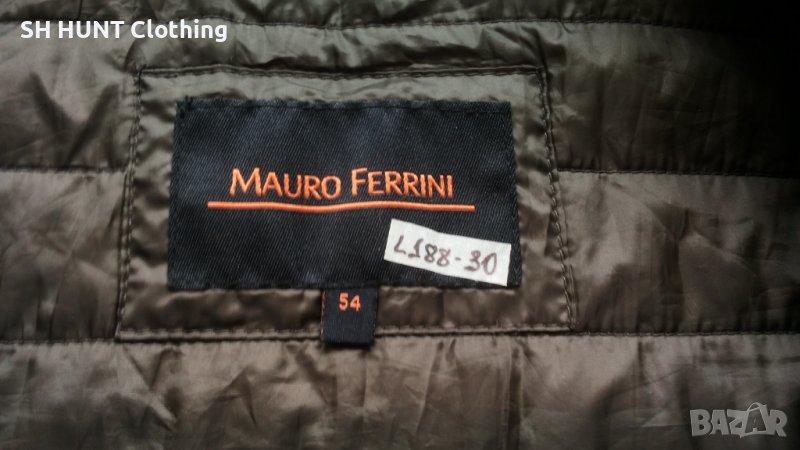 SH HUNT Clothing
MAURO FERRINI
L188-30
54
BAZAR